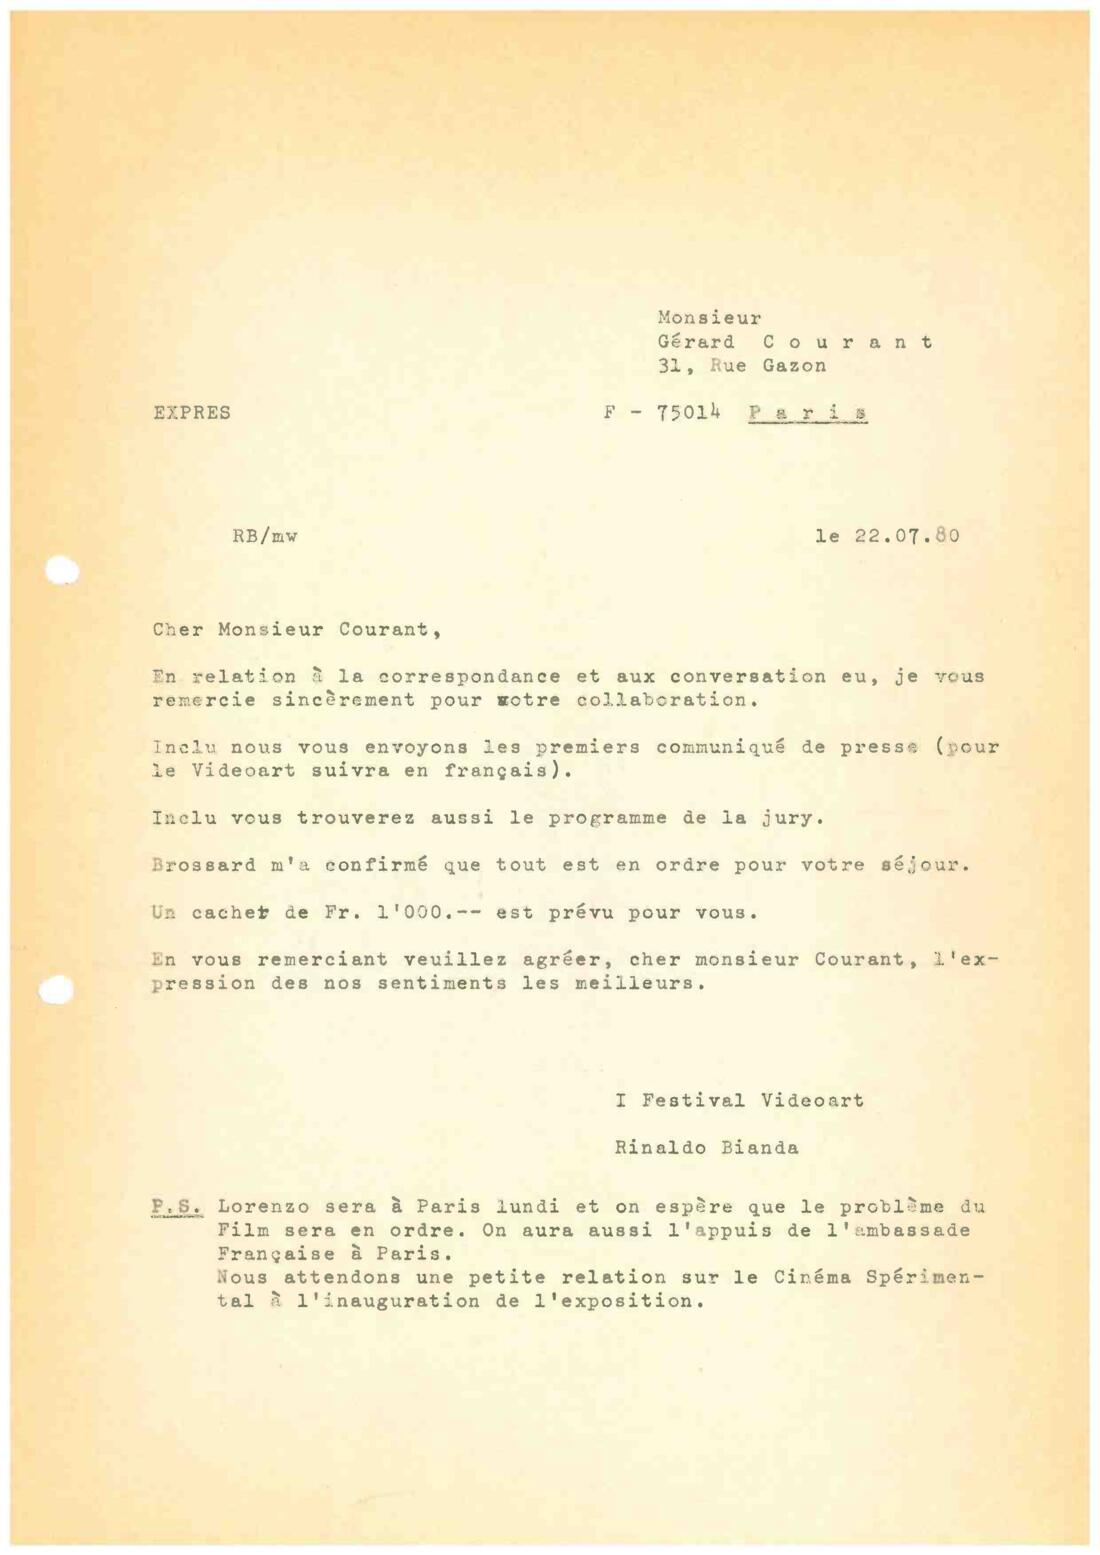 Monsieur
Gérard C o u r a n t
31, Rue Gazon
EXPRES
F - 75014 P a r i s
RB/mw
le 22.07.80
Cher Monsieur Courant,
En relation à la correspondance et aux conversation eu, je vous
remercie sincèrement pour votre collaboration.
Inclu nous vous envoyons les premiers communiqué de presse (pour
le Videoart suivra en français).
Inclu vous trouverez aussi le programme de la jury.
Brossard m'a confirmé que tout est en ordre pour votre séjour.
Un cachet de Fr. 1'000.-- est prévu pour vous.
En vous remerciant veuillez agréer, cher monsieur Courant, l'ex-
pression des nos sentiments les meilleurs.
I Festival Videoart
Rinaldo Bianda
P.S. Lorenzo sera à Paris lundi et on espère que le problème du
Film sera en ordre. On aura aussi l'appuis de l'ambassade
Française à Paris.
Nous attendons une petite relation sur le Cinéma Spérimen-
tal à l'inauguration de l'exposition.